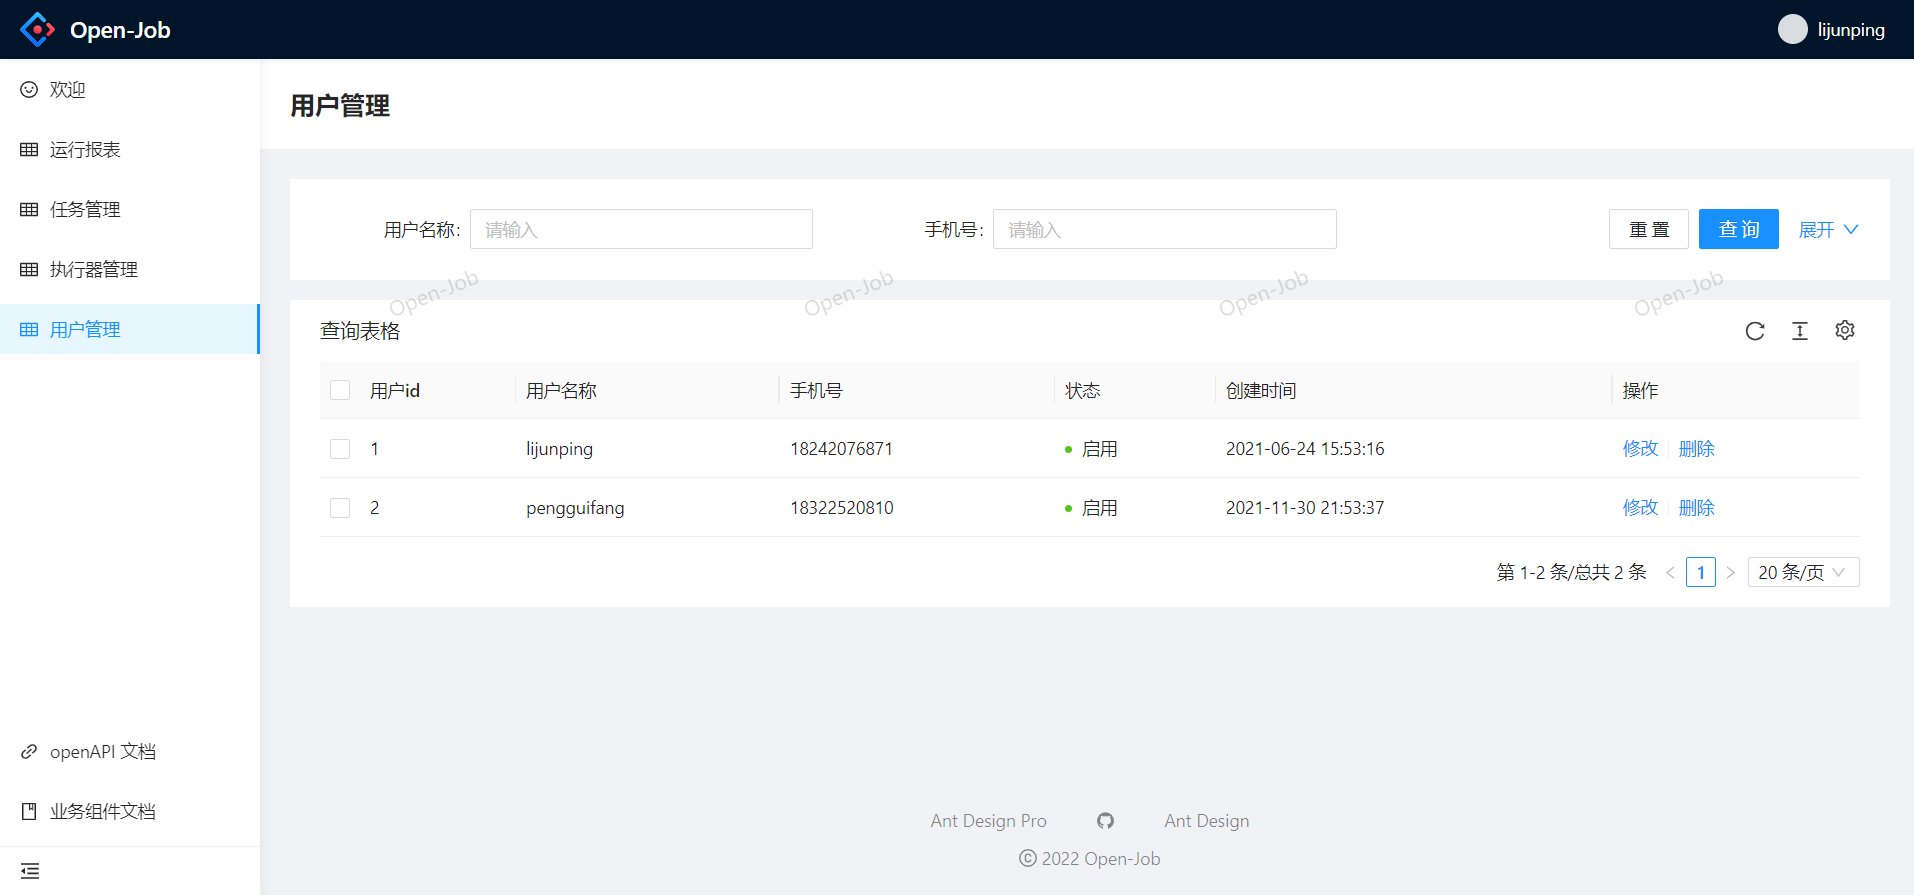 Open-Job
lijunping
欢迎
运行报表
任务管理
执行器管理
用户管理
openAPI 文档
业务组件文档
用户管理
用户名称: 请输入 手机号: 请输入 重 置 查 询 展开
Open-Job Open-Job Open-Job Open-Job
查询表格
用户id 用户名称 手机号 状态 创建时间 操作
1 lijunping 18242076871 启用 2021-06-24 15:53:16 修改 删除
2 pengguifang 18322520810 启用 2021-11-30 21:53:37 修改 删除
第 1-2 条/总共 2 条 < 1 > 20 条/页
Ant Design Pro Ant Design
© 2022 Open-Job